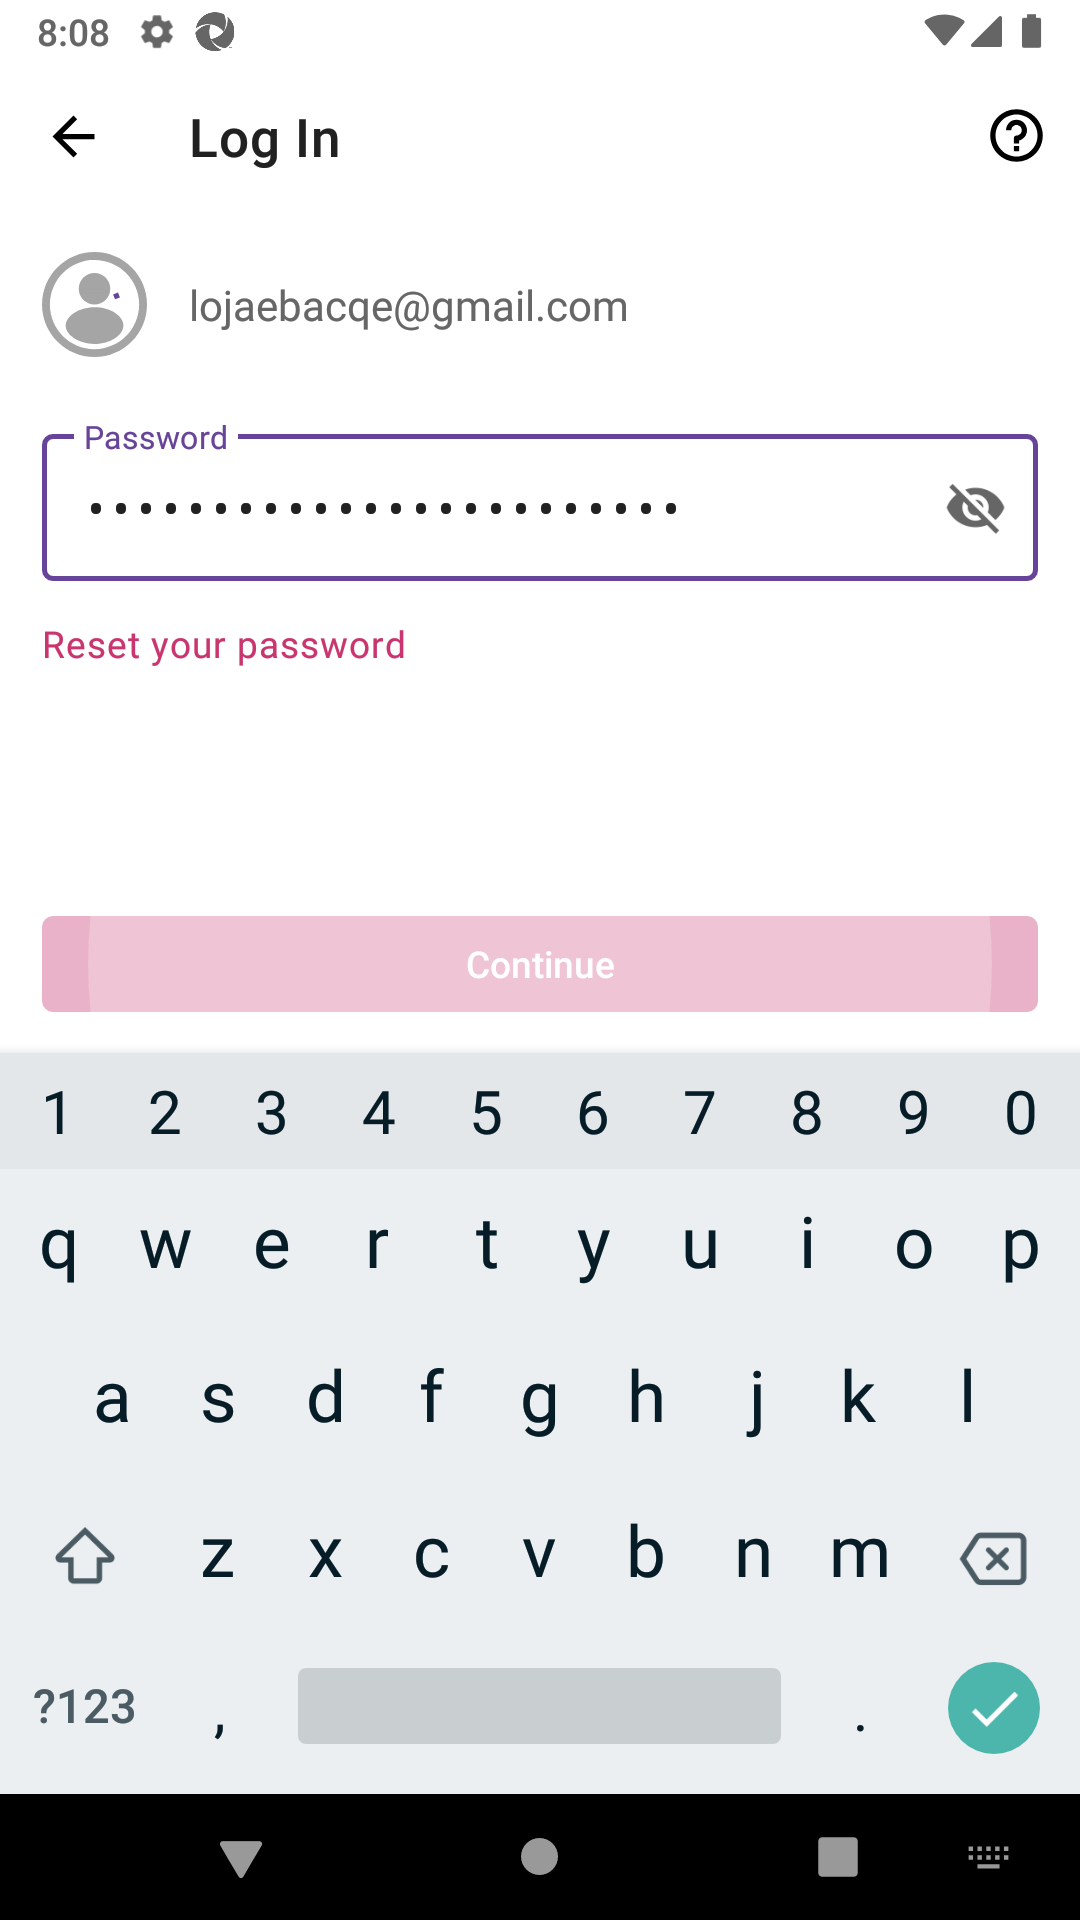 8:08
Log In
lojaebacqe@gmail.com
Password
••••••••••••••••••••••••
Reset your password
Continue
1 2 3 4 5 6 7 8 9 0
q w e r t y u i o p
a s d f g h j k l
z x c v b n m
?123 , .